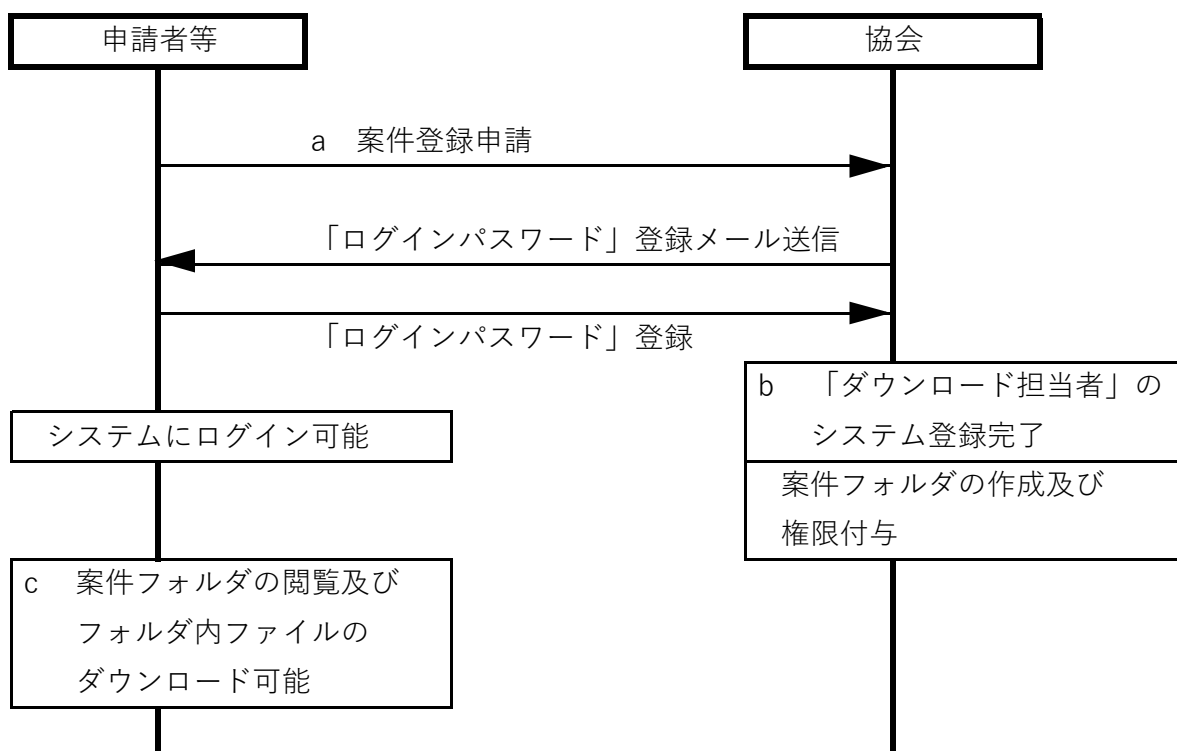 申請者等
協会
a 案件登録申請
「ログインパスワード」登録メール送信
「ログインパスワード」登録
b 「ダウンロード担当者」の
システム登録完了
システムにログイン可能
案件フォルダの作成及び
権限付与
c 案件フォルダの閲覧及び
フォルダ内ファイルの
ダウンロード可能